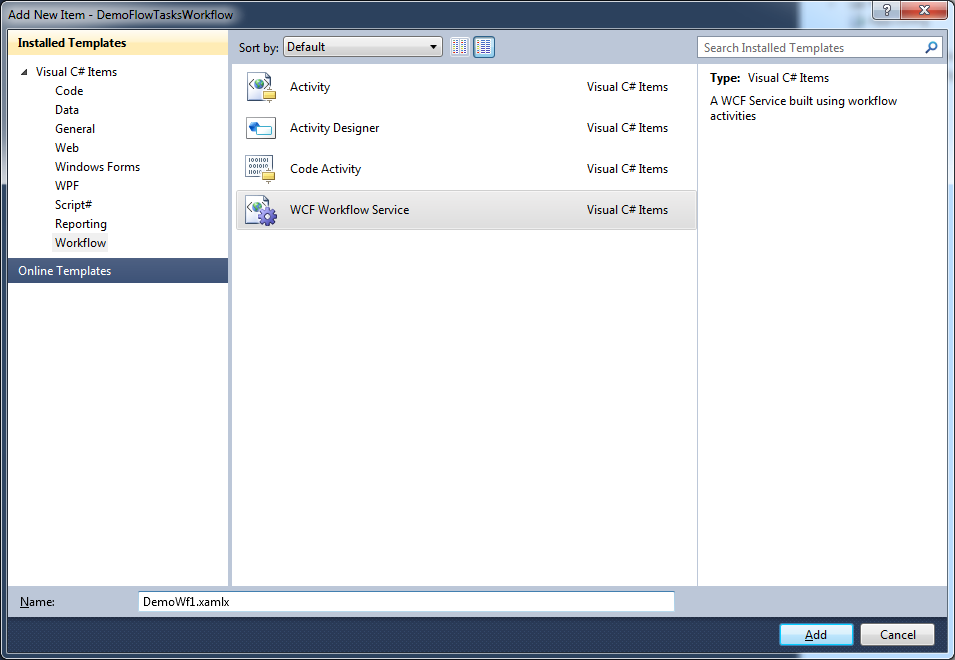 Add New Item - DemoFlowTasksWorkflow
?
Installed Templates
Sort by: Default
Search Installed Templates
Visual C# Items
Code
Data
General
Web
Windows Forms
WPF
Script#
Reporting
Workflow
Online Templates
Activity Visual C# Items
Activity Designer Visual C# Items
Code Activity Visual C# Items
WCF Workflow Service Visual C# Items
Type: Visual C# Items
A WCF Service built using workflow
activities
Name: DemoWf1.xamlx
Add Cancel